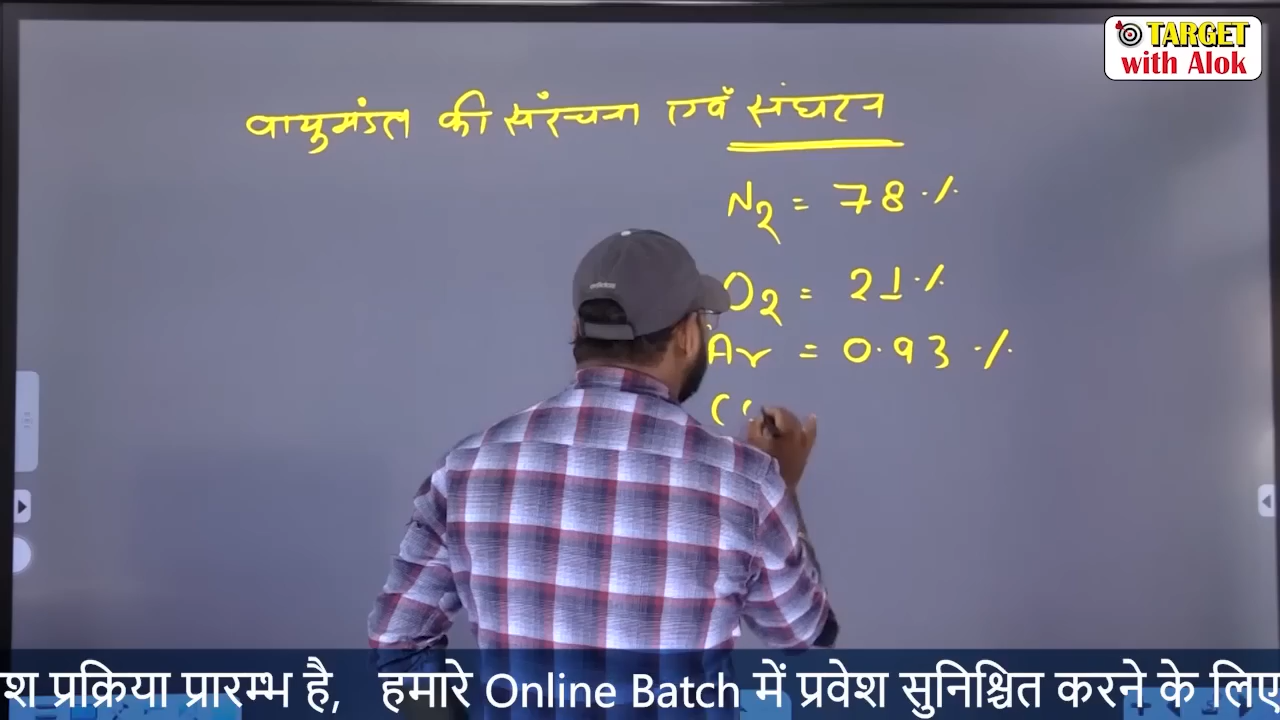 TARGET
with Alok
वायुमंडल की संरचना एवं संघटन
N2 = 78 %
O2 = 21 %
Ar = 0.93 %
श प्रक्रिया प्रारम्भ है, हमारे Online Batch में प्रवेश सुनिश्चित करने के लिए